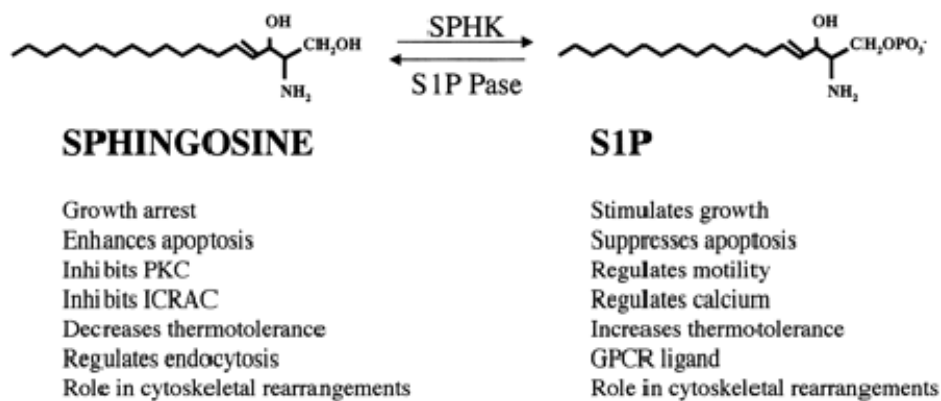 OH
CH₂OH
NH₂
SPHK
S1P Pase
OH
CH₂OPO₃⁻
NH₂
SPHINGOSINE
Growth arrest
Enhances apoptosis
Inhibits PKC
Inhibits ICRAC
Decreases thermotolerance
Regulates endocytosis
Role in cytoskeletal rearrangements
S1P
Stimulates growth
Suppresses apoptosis
Regulates motility
Regulates calcium
Increases thermotolerance
GPCR ligand
Role in cytoskeletal rearrangements